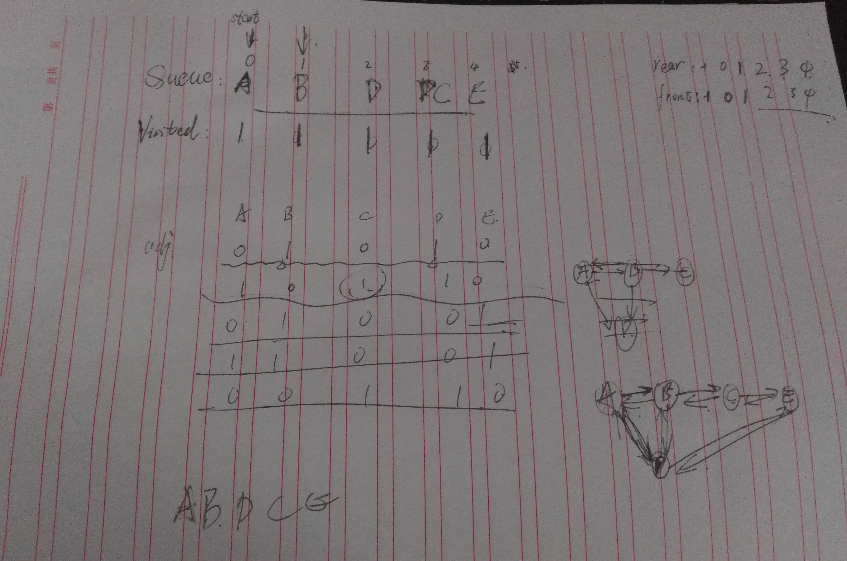 start
0 1 2 3 4 5.
Queue: A B D C E
rear: -1 0 1 2 3 4
front: -1 0 1 2 3 4
Visited: 1 1 1 1 1
A B C D E
adj 0 1 0 1 0
1 0 1 1 0
0 1 0 0 1
1 1 0 0 1
0 0 1 1 0
A B E
A B C E
D
A B D C E